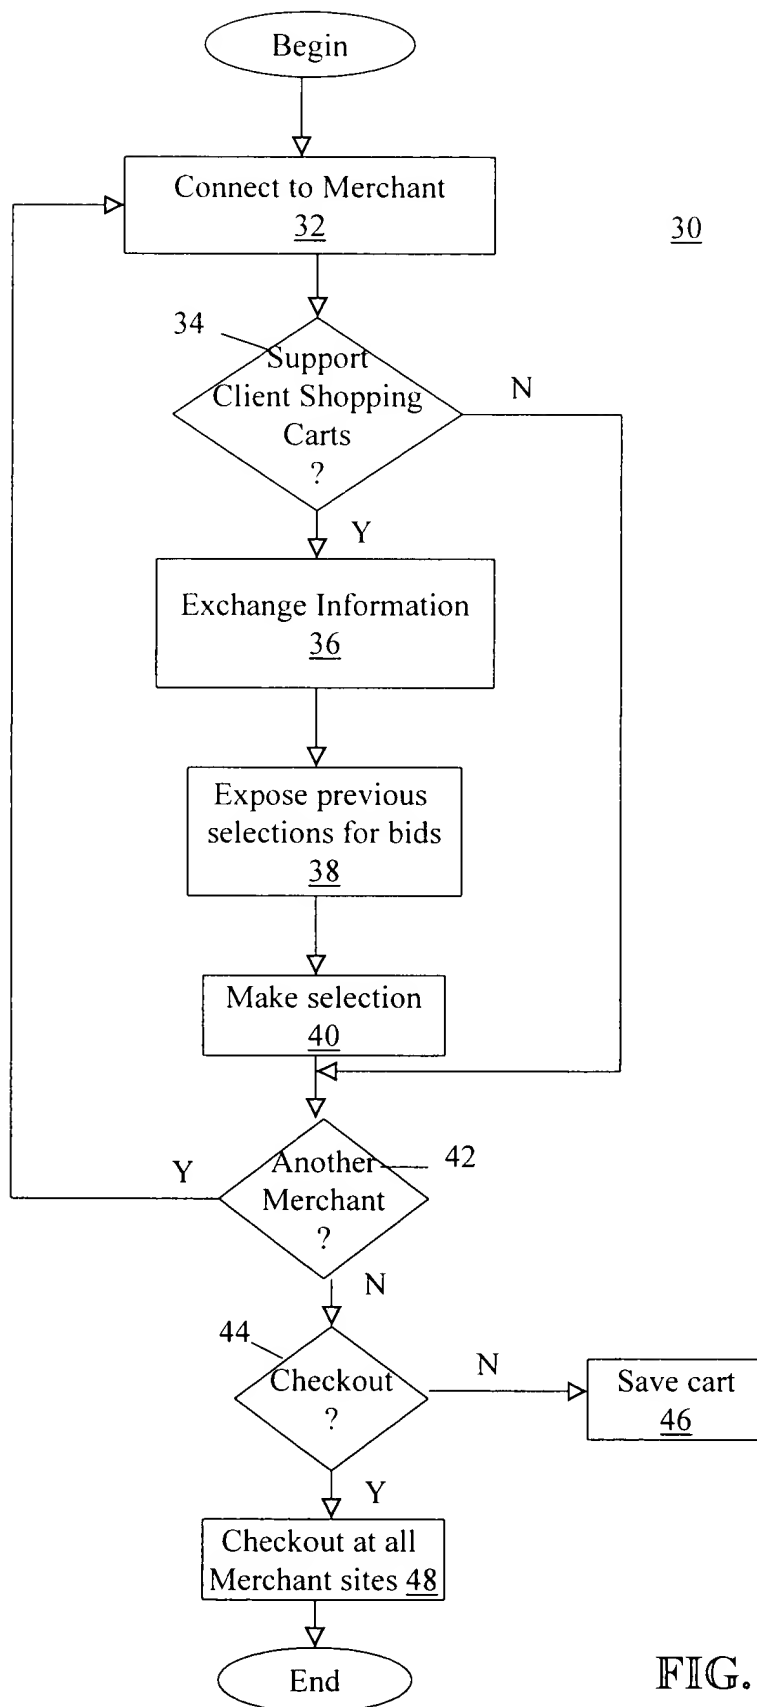 Begin
Connect to Merchant
32
30
34
Support
Client Shopping
Carts
?
N
Y
Exchange Information
36
Expose previous
selections for bids
38
Make selection
40
Y
Another
Merchant
?
42
N
44
Checkout
?
N
Save cart
46
Y
Checkout at all
Merchant sites 48
End
FIG.